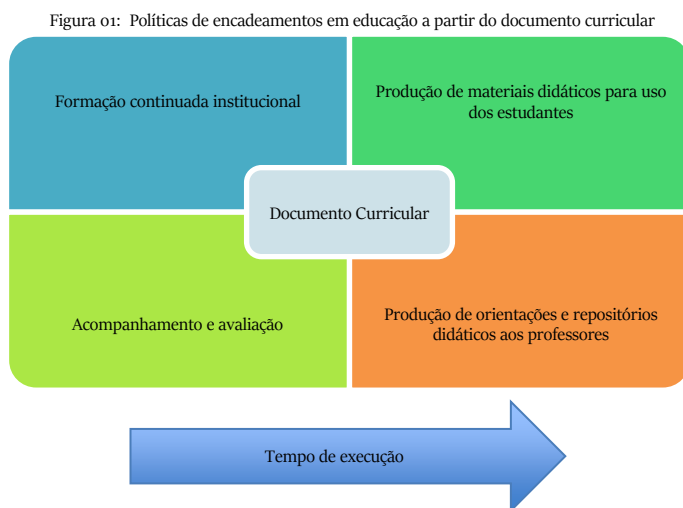 Figura 01: Políticas de encadeamentos em educação a partir do documento curricular
Formação continuada institucional
Produção de materiais didáticos para uso
dos estudantes
Documento Curricular
Acompanhamento e avaliação
Produção de orientações e repositórios
didáticos aos professores
Tempo de execução